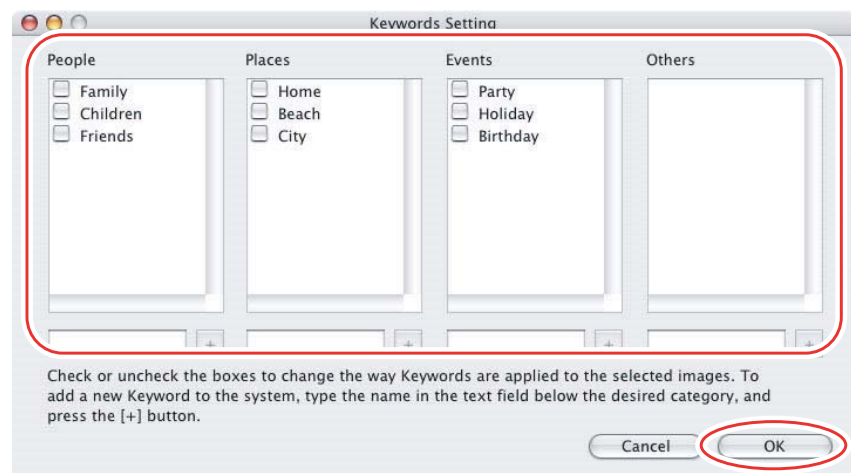 Keywords Setting
People
Places
Events
Others
Family
Children
Friends
Home
Beach
City
Party
Holiday
Birthday
+
+
+
+
Check or uncheck the boxes to change the way Keywords are applied to the selected images. To
add a new Keyword to the system, type the name in the text field below the desired category, and
press the [+] button.
Cancel
OK